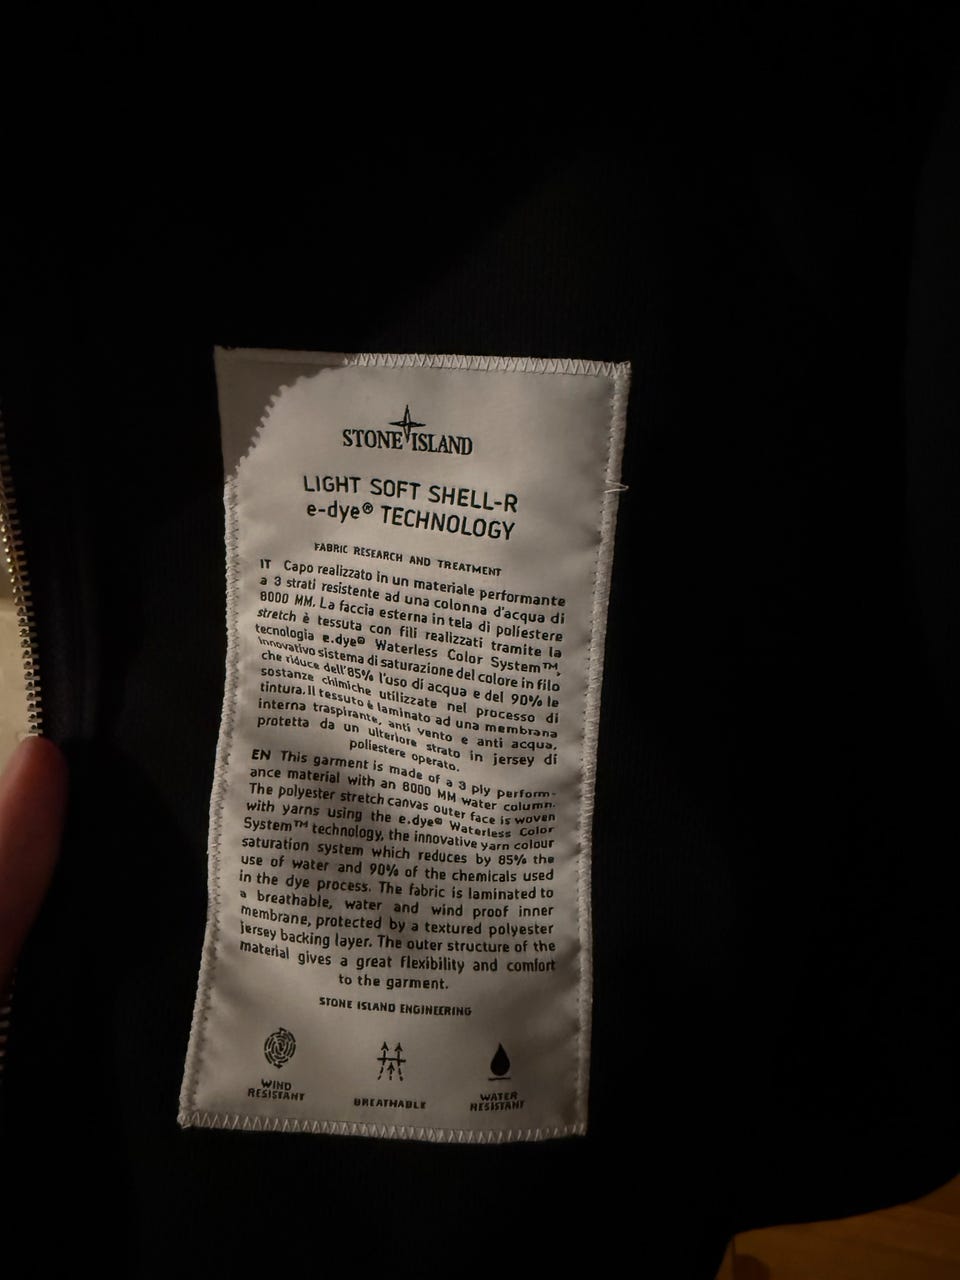 STONE ISLAND
LIGHT SOFT SHELL-R
e-dye® TECHNOLOGY
FABRIC RESEARCH AND TREATMENT
IT Capo realizzato in un materiale performante
a 3 strati resistente ad una colonna d'acqua di
8000 MM. La faccia esterna in tela di poliestere
stretch è tessuta con fili realizzati tramite la
tecnologia e.dye® Waterless Color System™,
innovativo sistema di saturazione del colore in filo
che riduce dell'85% l'uso di acqua e del 90% le
sostanze chimiche utilizzate nel processo di
tintura. Il tessuto è laminato ad una membrana
interna traspirante, anti vento e anti acqua,
protetta da un ulteriore strato in jersey di
poliestere operato.
EN This garment is made of a 3 ply perform-
ance material with an 8000 MM water column.
The polyester stretch canvas outer face is woven
with yarns using the e.dye® Waterless Color
System™ technology, the innovative yarn colour
saturation system which reduces by 85% the
use of water and 90% of the chemicals used
in the dye process. The fabric is laminated to
a breathable, water and wind proof inner
membrane, protected by a textured polyester
jersey backing layer. The outer structure of the
material gives a great flexibility and comfort
to the garment.
STONE ISLAND ENGINEERING
WIND
RESISTANT
BREATHABLE
WATER
RESISTANT